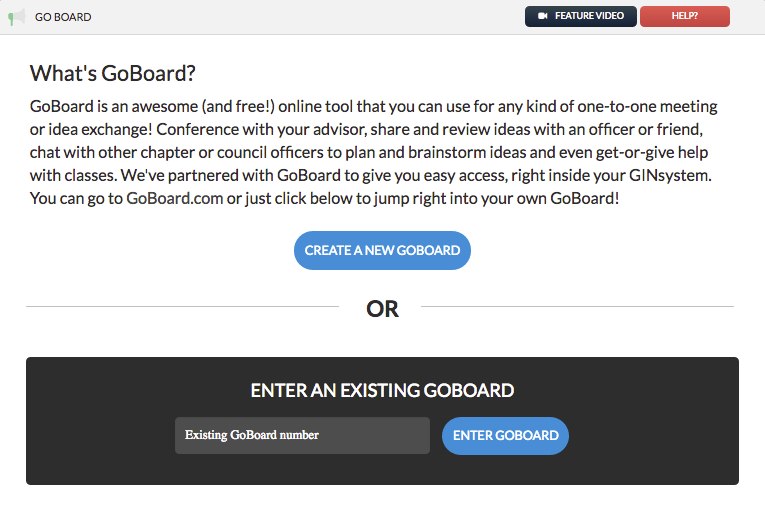 GO BOARD
FEATURE VIDEO
HELP?
What's GoBoard?
GoBoard is an awesome (and free!) online tool that you can use for any kind of one-to-one meeting
or idea exchange! Conference with your advisor, share and review ideas with an officer or friend,
chat with other chapter or council officers to plan and brainstorm ideas and even get-or-give help
with classes. We've partnered with GoBoard to give you easy access, right inside your GINsystem.
You can go to GoBoard.com or just click below to jump right into your own GoBoard!
CREATE A NEW GOBOARD
OR
ENTER AN EXISTING GOBOARD
Existing GoBoard number
ENTER GOBOARD